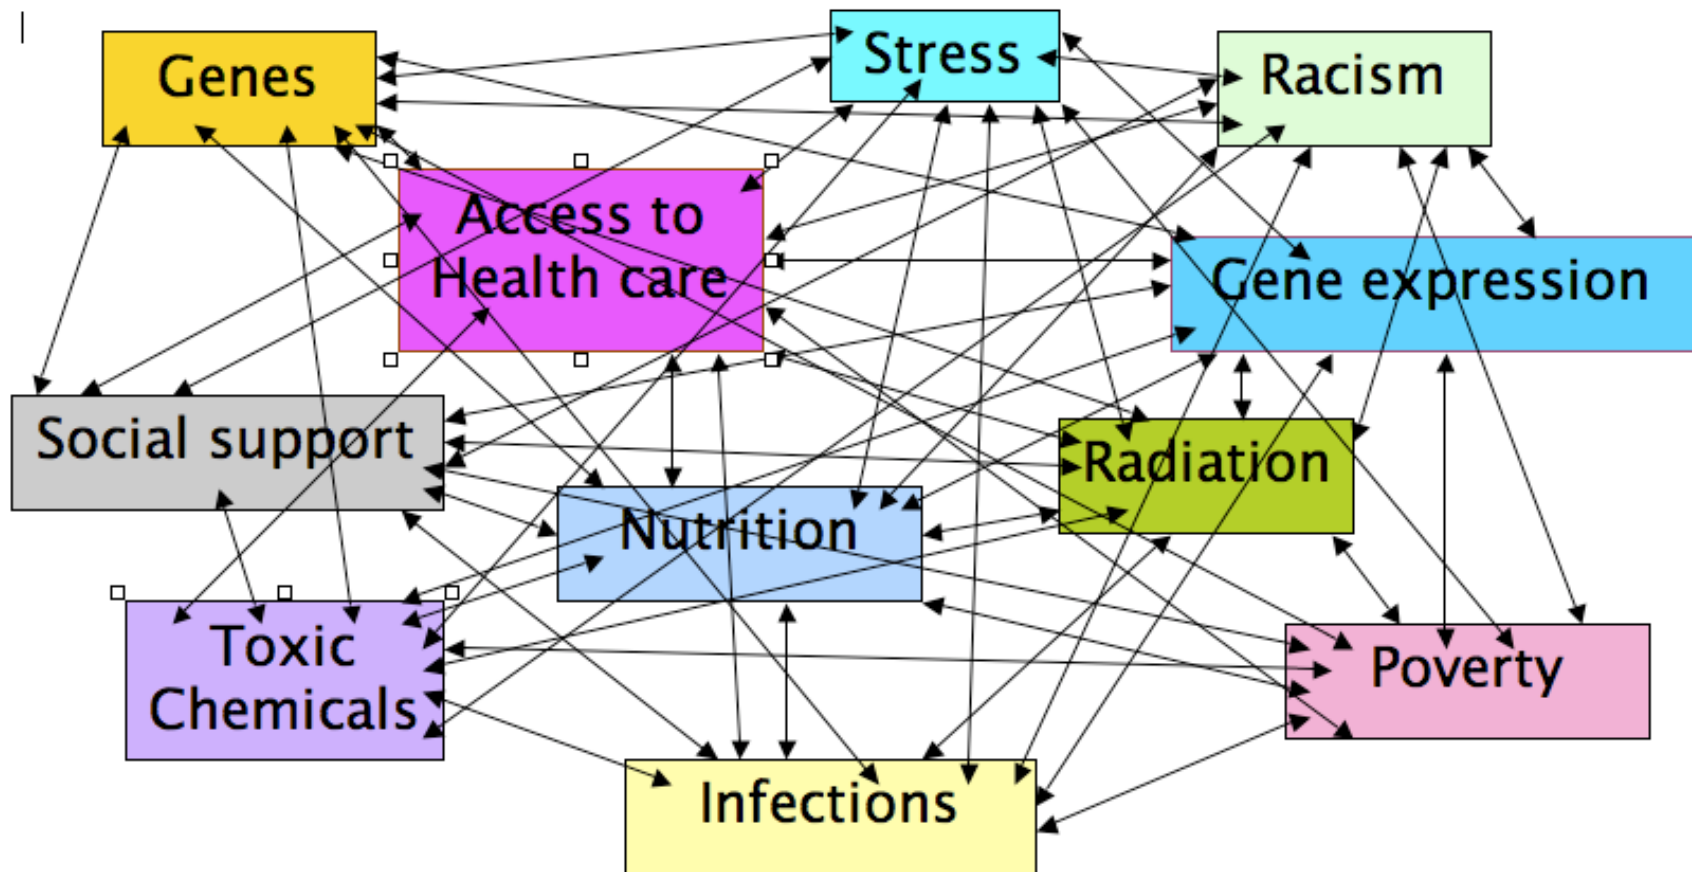 Genes
Stress
Racism
Access to
Health care
Gene expression
Social support
Radiation
Nutrition
Toxic
Chemicals
Poverty
Infections